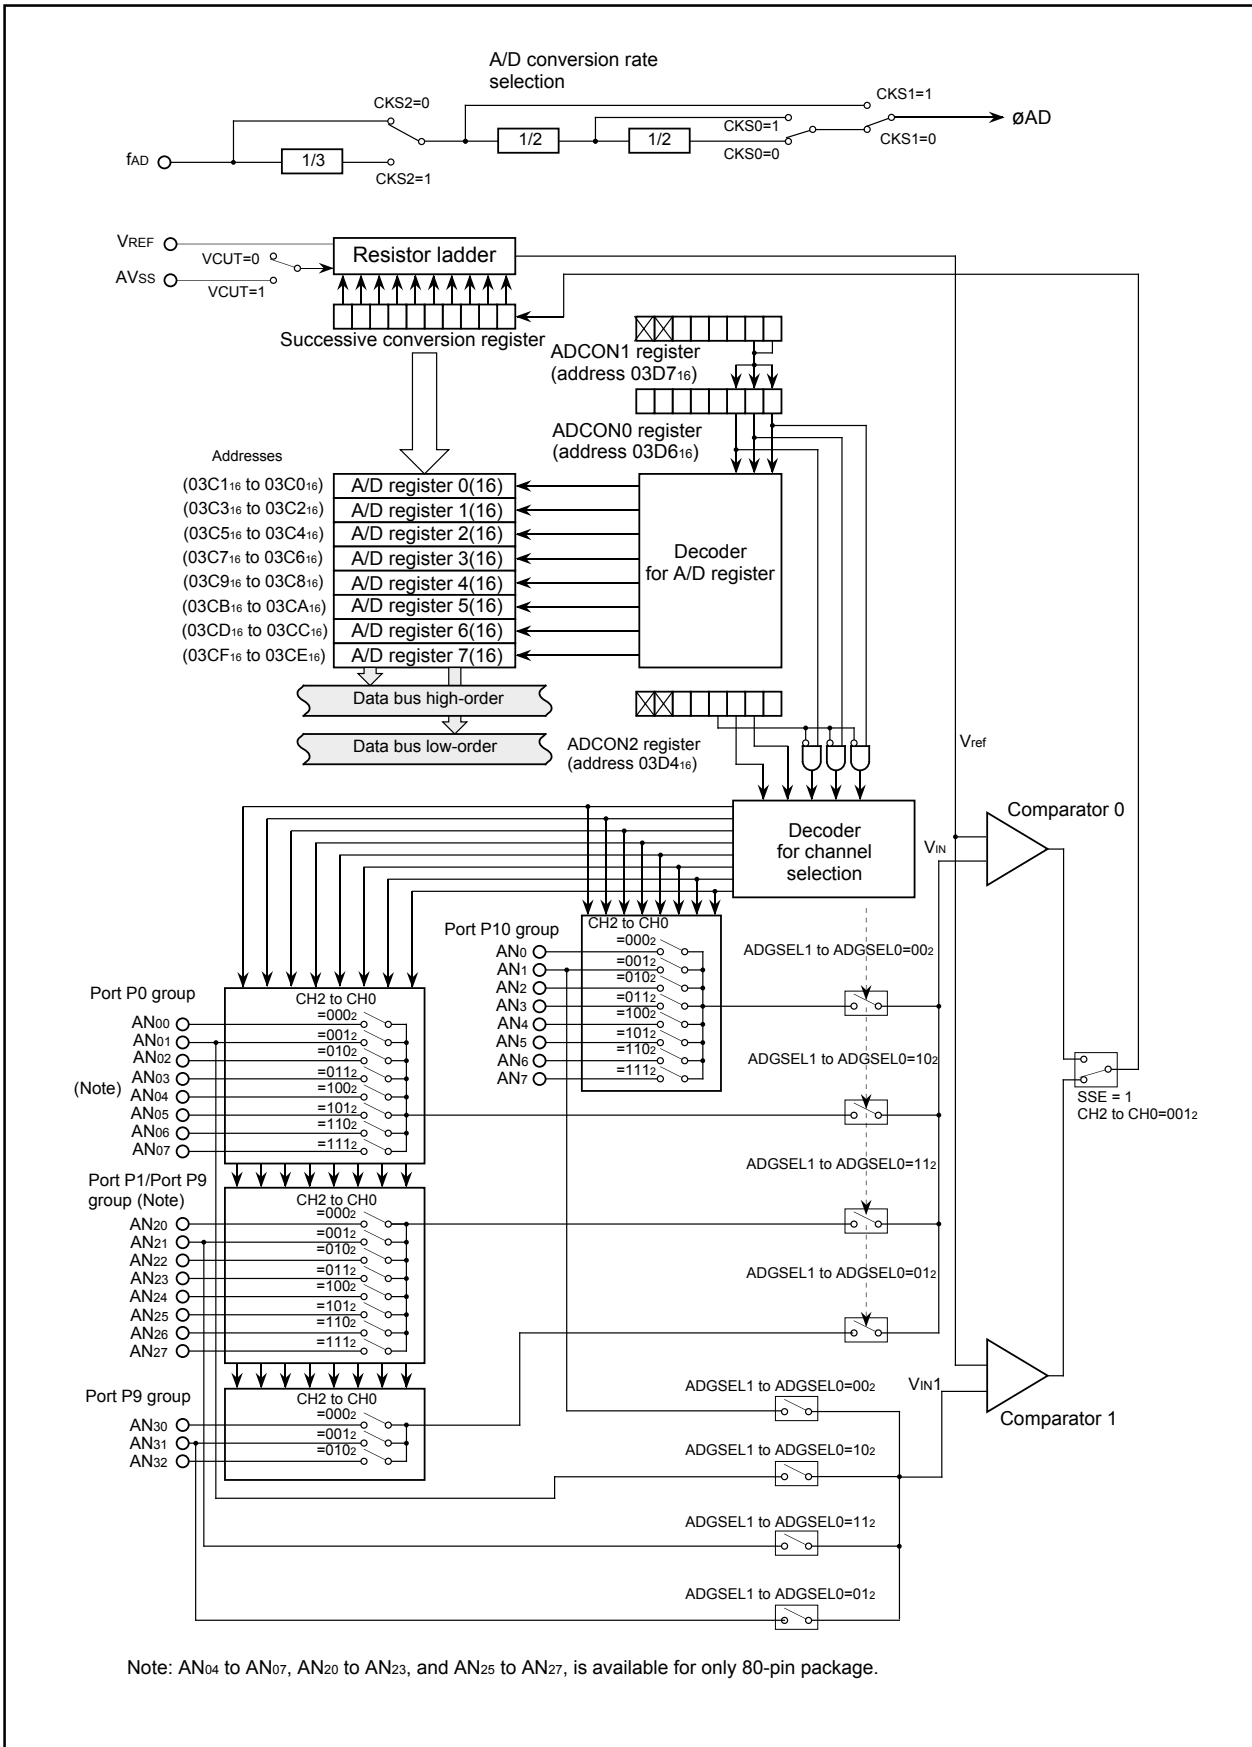 A/D conversion rate
selection
CKS2=0
CKS1=1
CKS0=1
øAD
1/2
1/2
CKS1=0
CKS0=0
fAD
1/3
CKS2=1
VREF
VCUT=0
Resistor ladder
AVSS
VCUT=1
Successive conversion register
ADCON1 register
(address 03D716)
ADCON0 register
(address 03D616)
Addresses
(03C116 to 03C016)
A/D register 0(16)
(03C316 to 03C216)
A/D register 1(16)
(03C516 to 03C416)
A/D register 2(16)
(03C716 to 03C616)
A/D register 3(16)
(03C916 to 03C816)
A/D register 4(16)
(03CB16 to 03CA16)
A/D register 5(16)
(03CD16 to 03CC16)
A/D register 6(16)
(03CF16 to 03CE16)
A/D register 7(16)
Decoder
for A/D register
Data bus high-order
Data bus low-order
ADCON2 register
(address 03D416)
Vref
Decoder
for channel
selection
Comparator 0
VIN
Port P10 group
CH2 to CH0
AN0
=0002
AN1
=0012
AN2
=0102
AN3
=0112
AN4
=1002
AN5
=1012
AN6
=1102
AN7
=1112
ADGSEL1 to ADGSEL0=002
ADGSEL1 to ADGSEL0=102
ADGSEL1 to ADGSEL0=112
ADGSEL1 to ADGSEL0=012
Port P0 group
CH2 to CH0
AN00
=0002
AN01
=0012
AN02
=0102
AN03
=0112
(Note)
AN04
=1002
AN05
=1012
AN06
=1102
AN07
=1112
SSE = 1
CH2 to CH0=0012
Port P1/Port P9
group (Note)
CH2 to CH0
AN20
=0002
AN21
=0012
AN22
=0102
AN23
=0112
AN24
=1002
AN25
=1012
AN26
=1102
AN27
=1112
Port P9 group
CH2 to CH0
AN30
=0002
AN31
=0012
AN32
=0102
VIN1
Comparator 1
ADGSEL1 to ADGSEL0=002
ADGSEL1 to ADGSEL0=102
ADGSEL1 to ADGSEL0=112
ADGSEL1 to ADGSEL0=012
Note: AN04 to AN07, AN20 to AN23, and AN25 to AN27, is available for only 80-pin package.